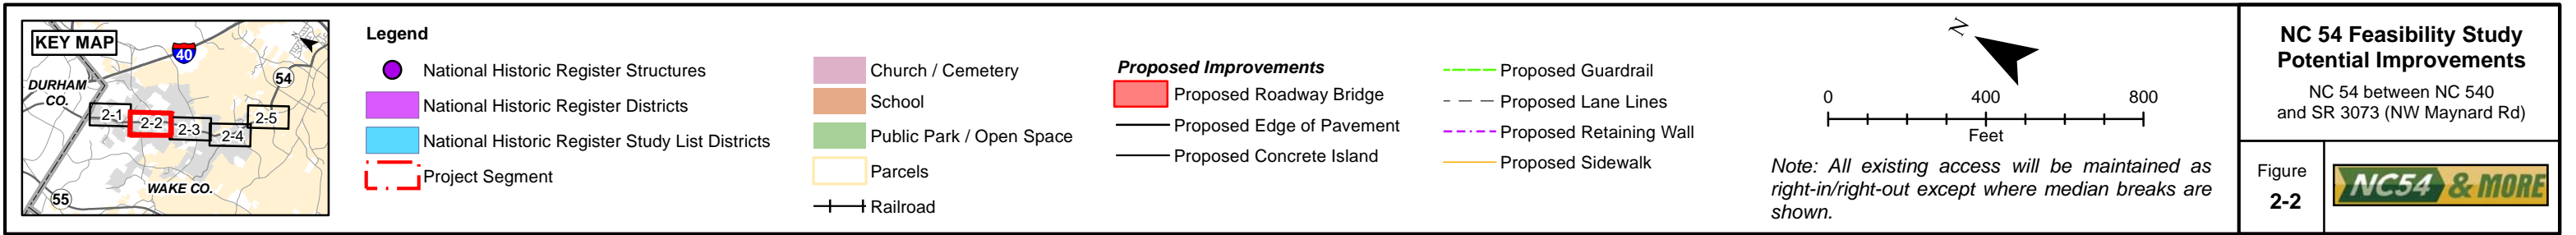 KEY MAP
40
DURHAM
CO.
54
2-1
2-2
2-3
2-4
2-5
WAKE CO.
55
Legend
National Historic Register Structures
National Historic Register Districts
National Historic Register Study List Districts
Project Segment
Church / Cemetery
School
Public Park / Open Space
Parcels
Railroad
Proposed Improvements
Proposed Roadway Bridge
Proposed Edge of Pavement
Proposed Concrete Island
Proposed Guardrail
Proposed Lane Lines
Proposed Retaining Wall
Proposed Sidewalk
N
0 400 800
Feet
Note: All existing access will be maintained as
right-in/right-out except where median breaks are
shown.
NC 54 Feasibility Study
Potential Improvements
NC 54 between NC 540
and SR 3073 (NW Maynard Rd)
Figure
2-2
NC54 & MORE